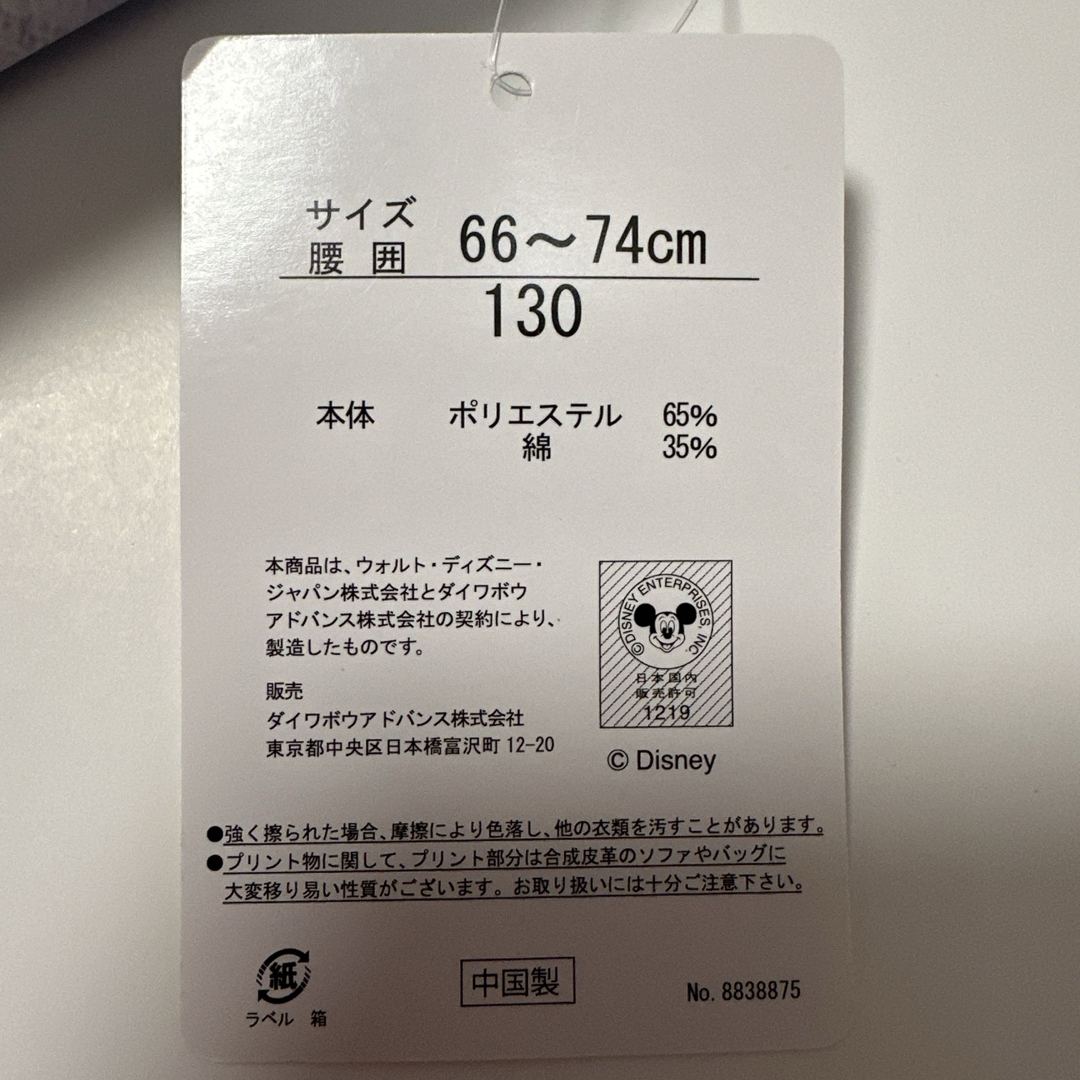 サイズ
腰 囲 66～74cm
130
本体 ポリエステル 65%
綿 35%
本商品は、ウォルト・ディズニー・
ジャパン株式会社とダイワボウ
アドバンス株式会社の契約により、
製造したものです。
販売
ダイワボウアドバンス株式会社
東京都中央区日本橋富沢町 12-20
©DISNEY ENTERPRISES, INC.
日本国内
販売許可
1219
© Disney
●強く擦られた場合、摩擦により色落し、他の衣類を汚すことがあります。
●プリント物に関して、プリント部分は合成皮革のソファやバッグに
大変移り易い性質がございます。お取り扱いには十分ご注意下さい。
紙
ラベル 箱
中国製
No. 8838875